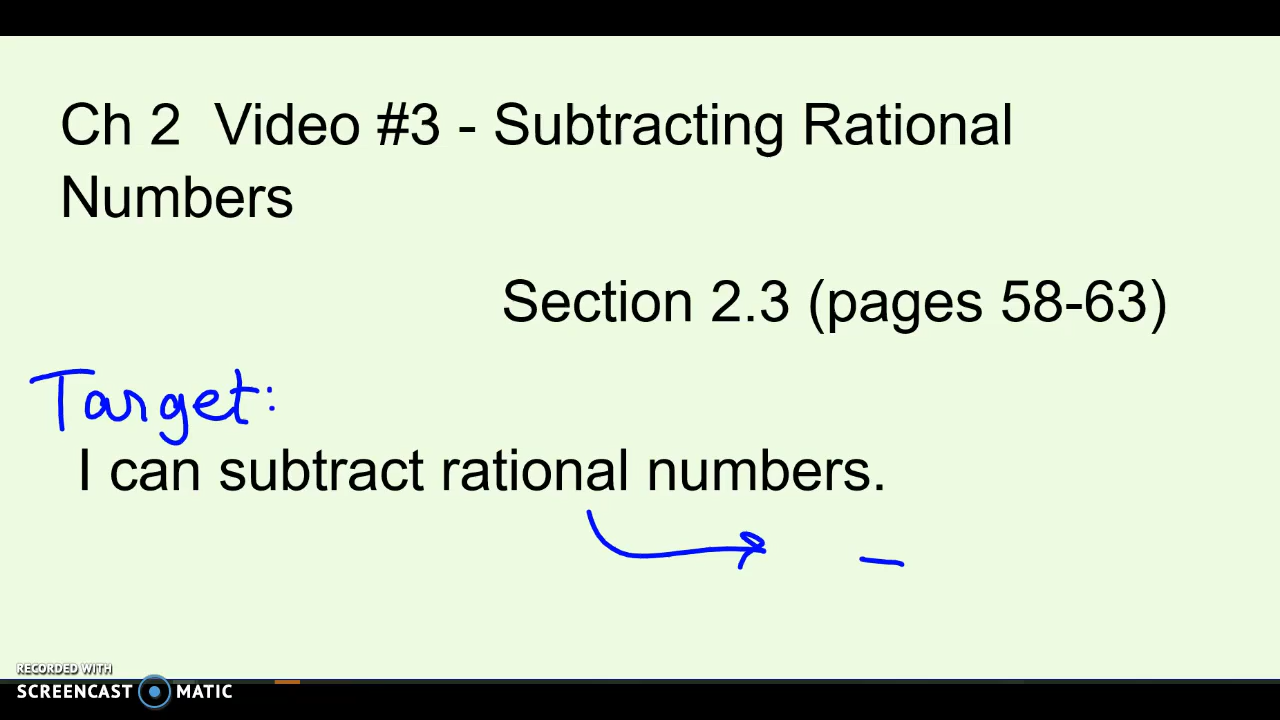 Ch 2 Video #3 - Subtracting Rational
Numbers
Section 2.3 (pages 58-63)
Target:
I can subtract rational numbers.
RECORDED WITH
SCREENCAST MATIC